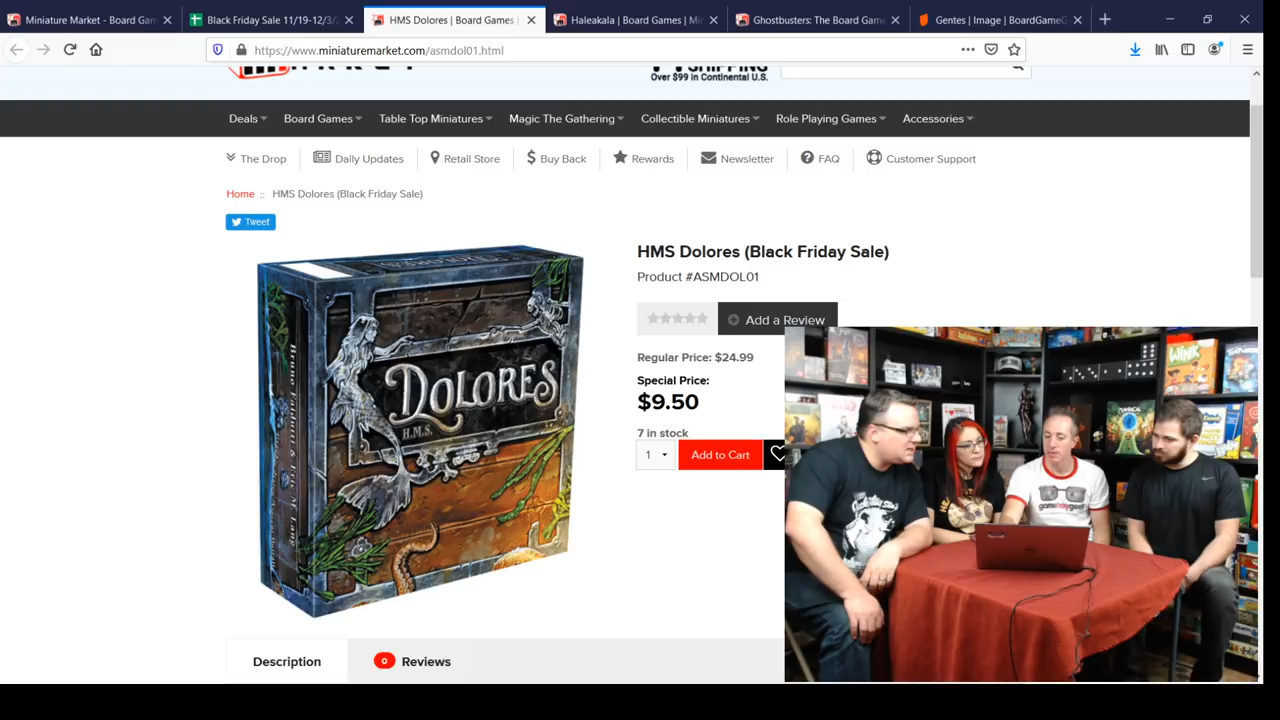 Miniature Market - Board Gam
Black Friday Sale 11/19-12/3/2
HMS Dolores | Board Games |
Haleakala | Board Games | Mi
Ghostbusters: The Board Game
Gentes | Image | BoardGameG
https://www.miniaturemarket.com/asmdol01.html
SHIPPING
Over $99 in Continental U.S.
Deals
Board Games
Table Top Miniatures
Magic The Gathering
Collectible Miniatures
Role Playing Games
Accessories
The Drop
Daily Updates
Retail Store
Buy Back
Rewards
Newsletter
FAQ
Customer Support
Home :: HMS Dolores (Black Friday Sale)
Tweet
DOLORES
H.M.S.
HMS Dolores (Black Friday Sale)
Product #ASMDOL01
Add a Review
Regular Price: $24.99
Special Price:
$9.50
7 in stock
1
Add to Cart
WINK
Description
0 Reviews